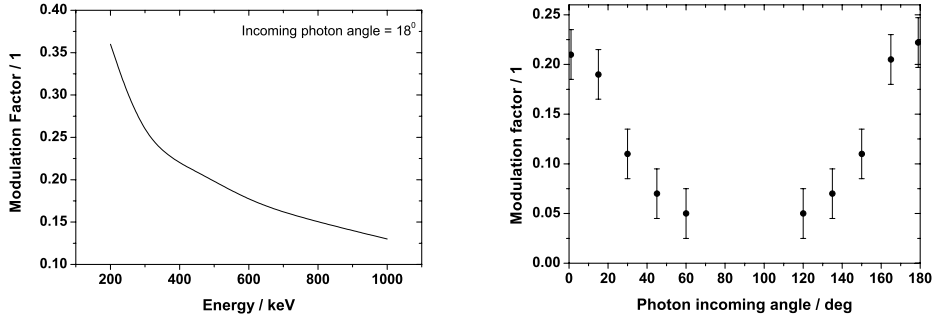 Incoming photon angle = 18⁰
0.40
0.35
0.30
0.25
0.20
0.15
0.10
Modulation Factor / 1
200 400 600 800 1000
Energy / keV
0.25
0.20
0.15
0.10
0.05
0.00
Modulation factor / 1
0 20 40 60 80 100 120 140 160 180
Photon incoming angle / deg